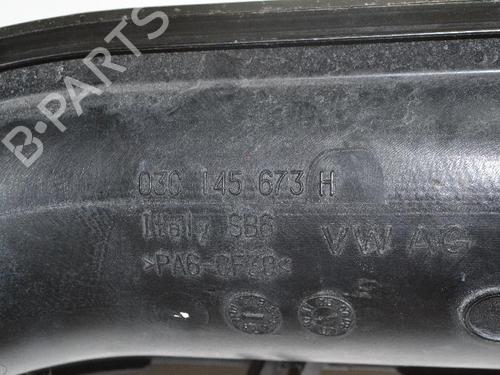 B-PARTS
03C 145 673 H
Italy SB6
VW AG
>PA6-GF30<